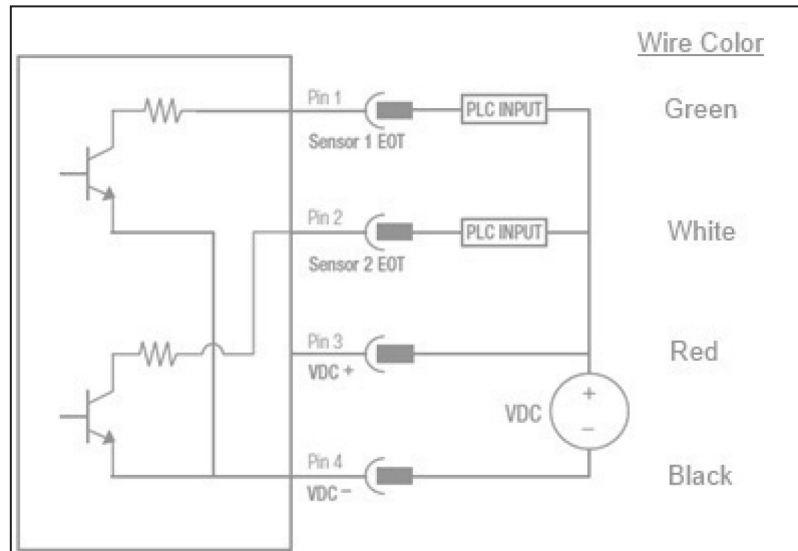 Wire Color
Pin 1
PLC INPUT
Green
Sensor 1 EOT
Pin 2
PLC INPUT
White
Sensor 2 EOT
Pin 3
Red
VDC +
+
VDC
−
Pin 4
Black
VDC −